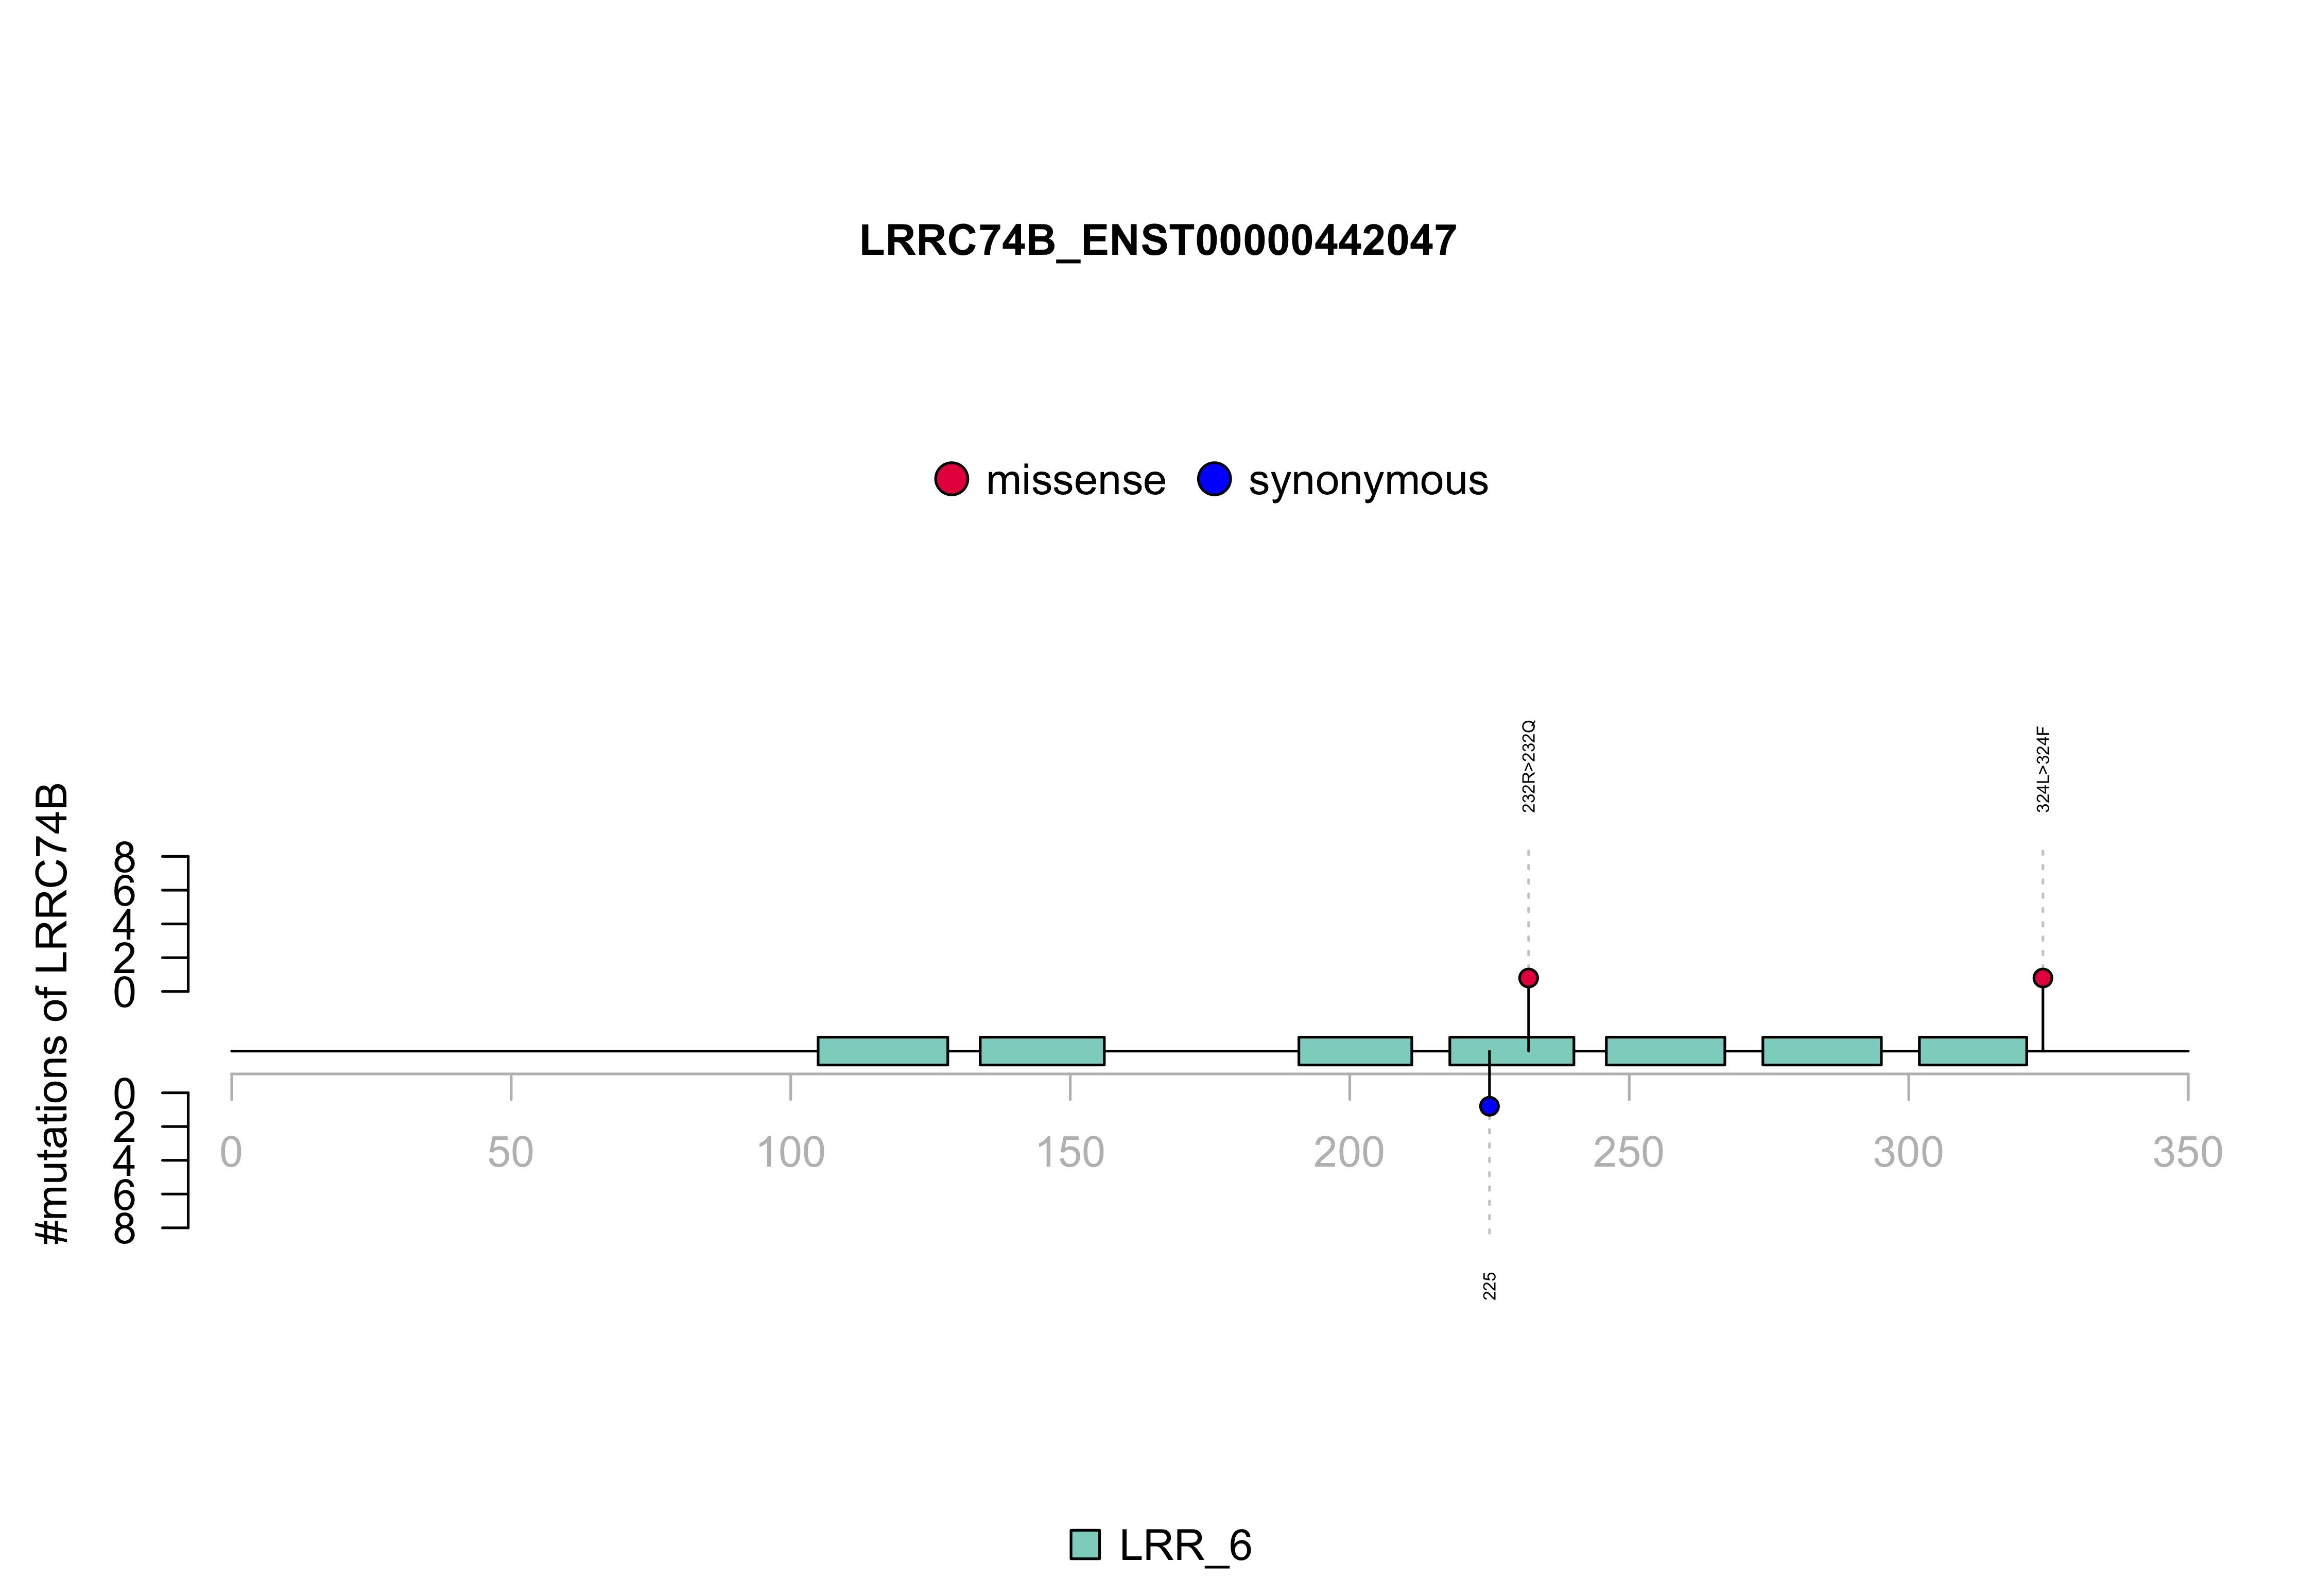 LRRC74B_ENST00000442047
missense synonymous
232R>232Q
324L>324F
#mutations of LRRC74B
8
6
4
2
0
0
2
4
6
8
0 50 100 150 200 250 300 350
225
LRR_6